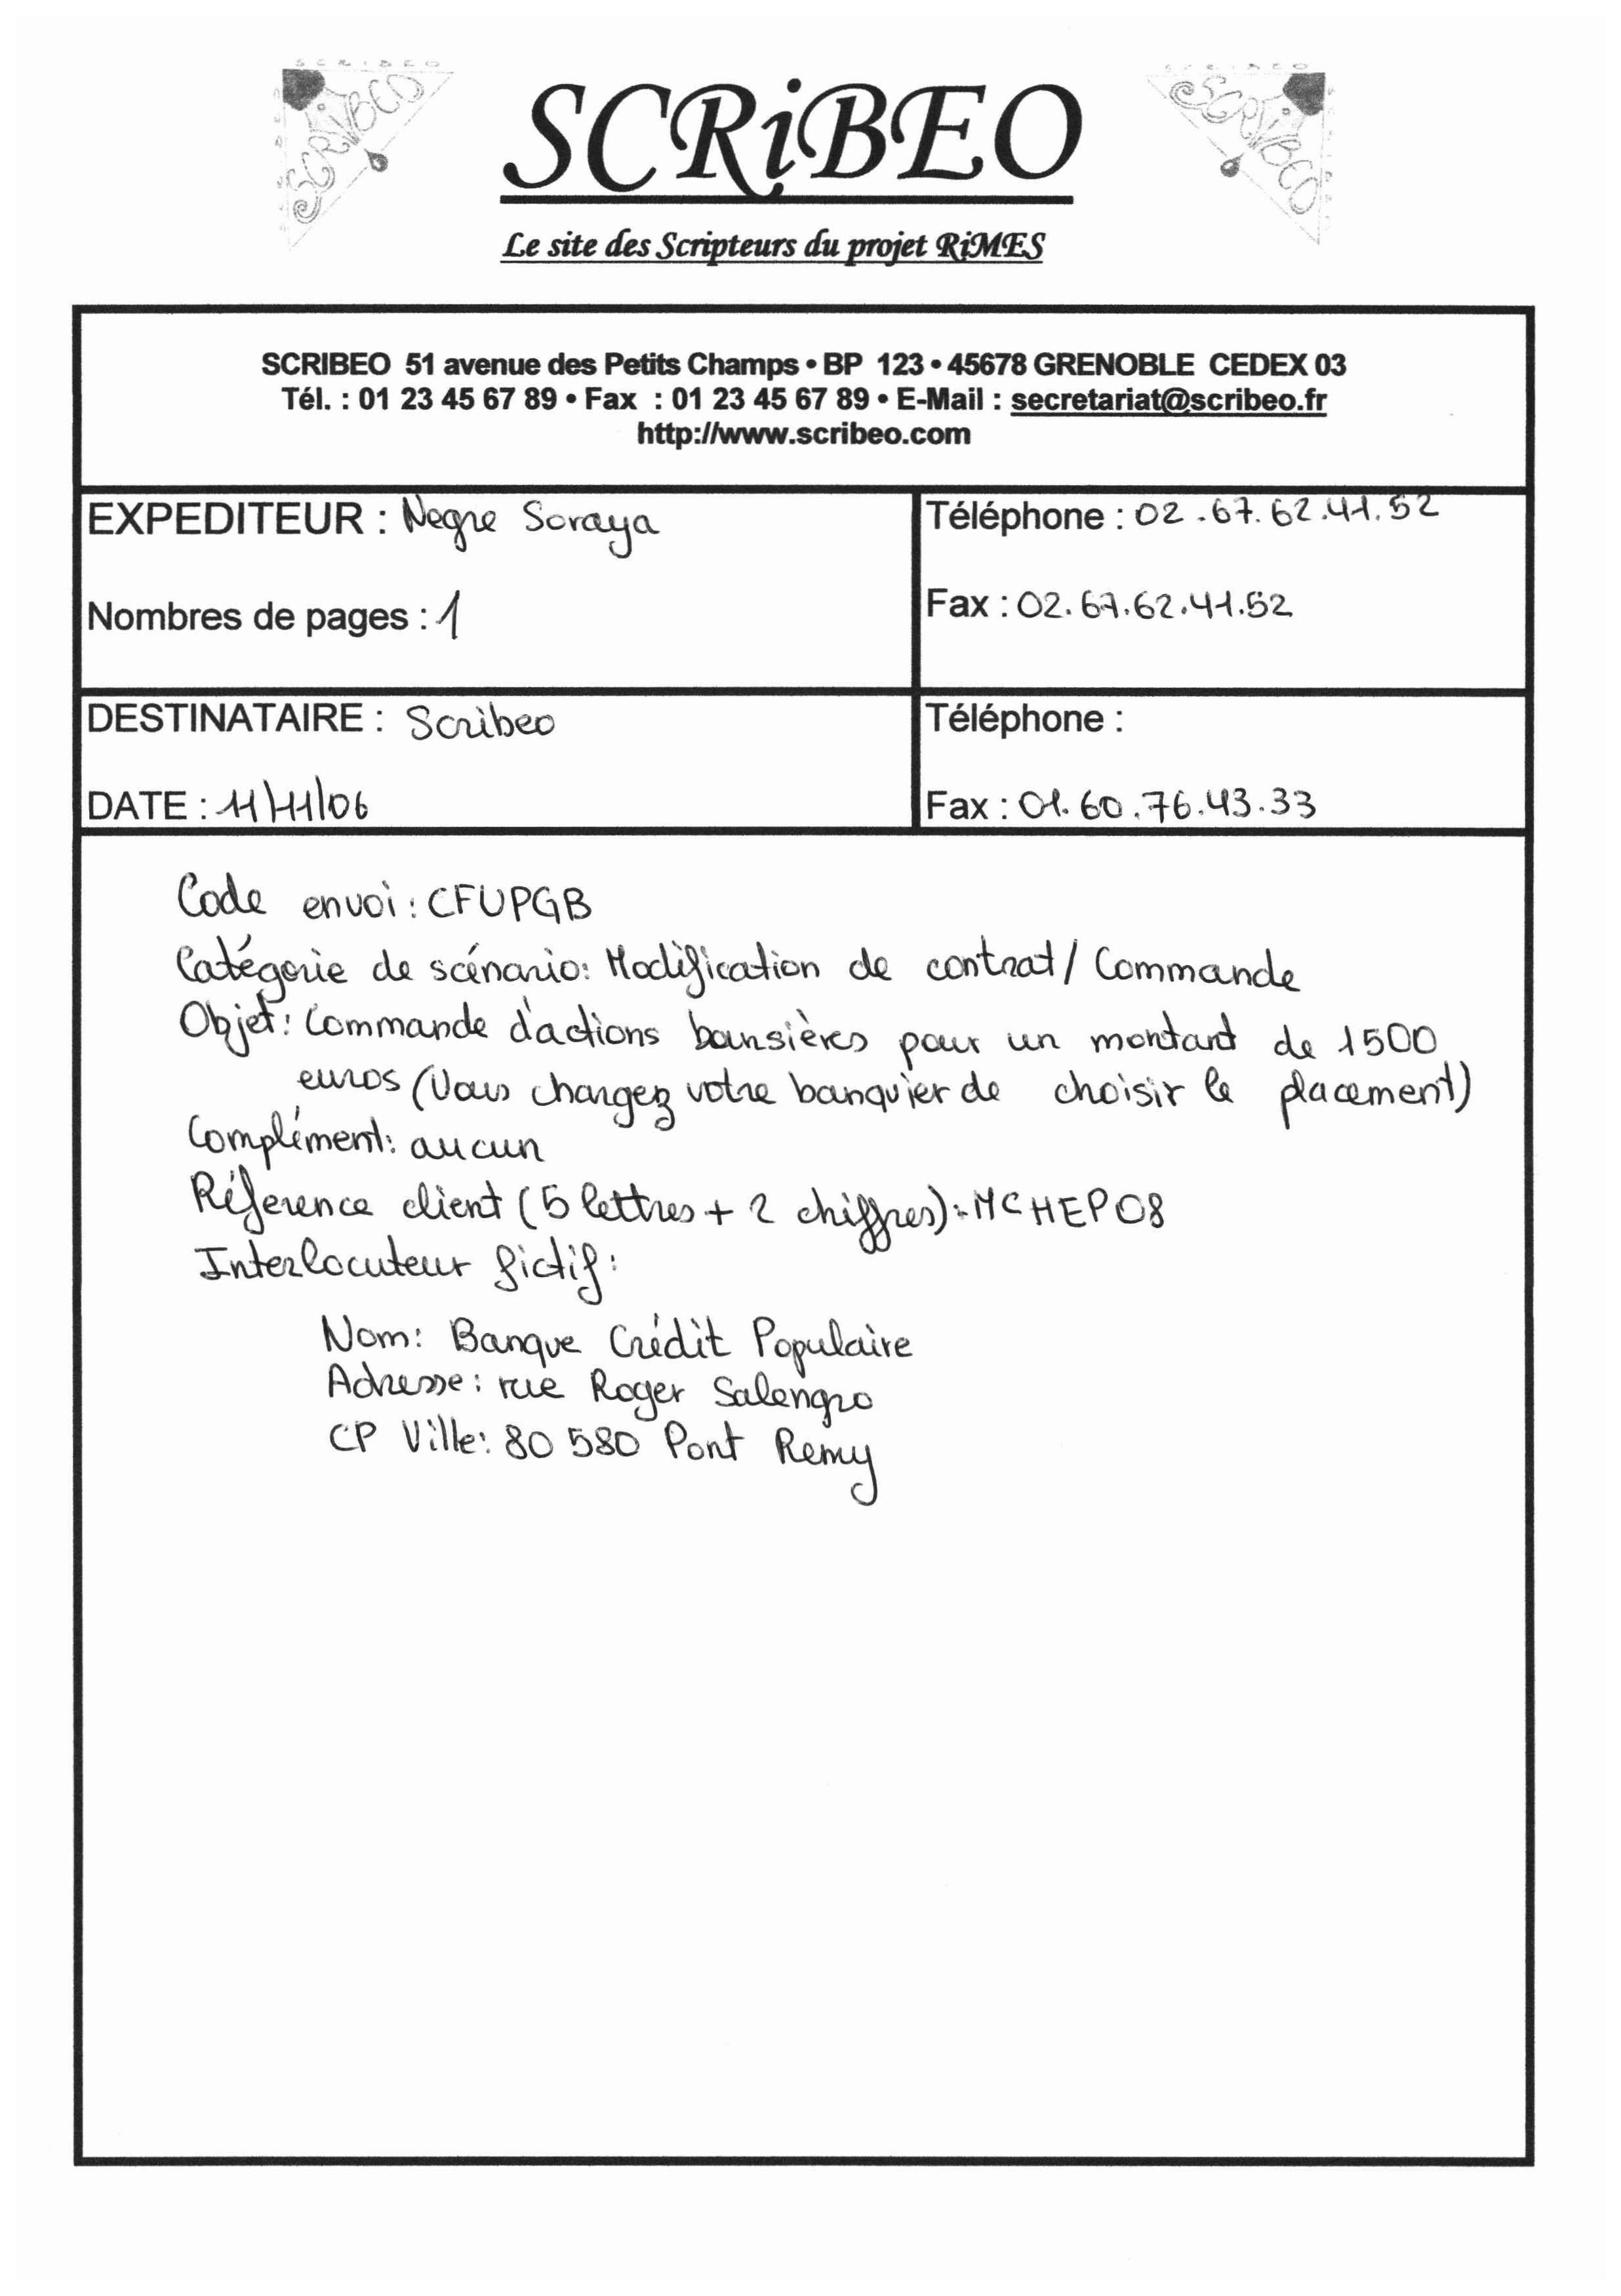 SCRIBEO
SCRIBEO
SCRiBEO
SCRIBEO
SCRIBEO
Le site des Scripteurs du projet RiMES
SCRIBEO 51 avenue des Petits Champs • BP 123 • 45678 GRENOBLE CEDEX 03
Tél. : 01 23 45 67 89 • Fax : 01 23 45 67 89 • E-Mail : secretariat@scribeo.fr
http://www.scribeo.com
EXPEDITEUR : Negre Soraya
Téléphone : 02.67.62.41.52
Nombres de pages : 1
Fax : 02.67.62.41.52
DESTINATAIRE : Scribeo
Téléphone :
DATE : 11/11/06
Fax : 01.60.76.43.33
Code envoi : CFUPGB
Catégorie de scénario: Modification de contrat / Commande
Objet : Commande d'actions boursières pour un montant de 1500
euros (Vous chargez votre banquier de choisir le placement)
Complément: aucun
Réference client (5 lettres + 2 chiffres) : MCHEP08
Interlocuteur fictif :
Nom: Banque Crédit Populaire
Adresse : rue Roger Salengro
CP Ville: 80 580 Pont Remy